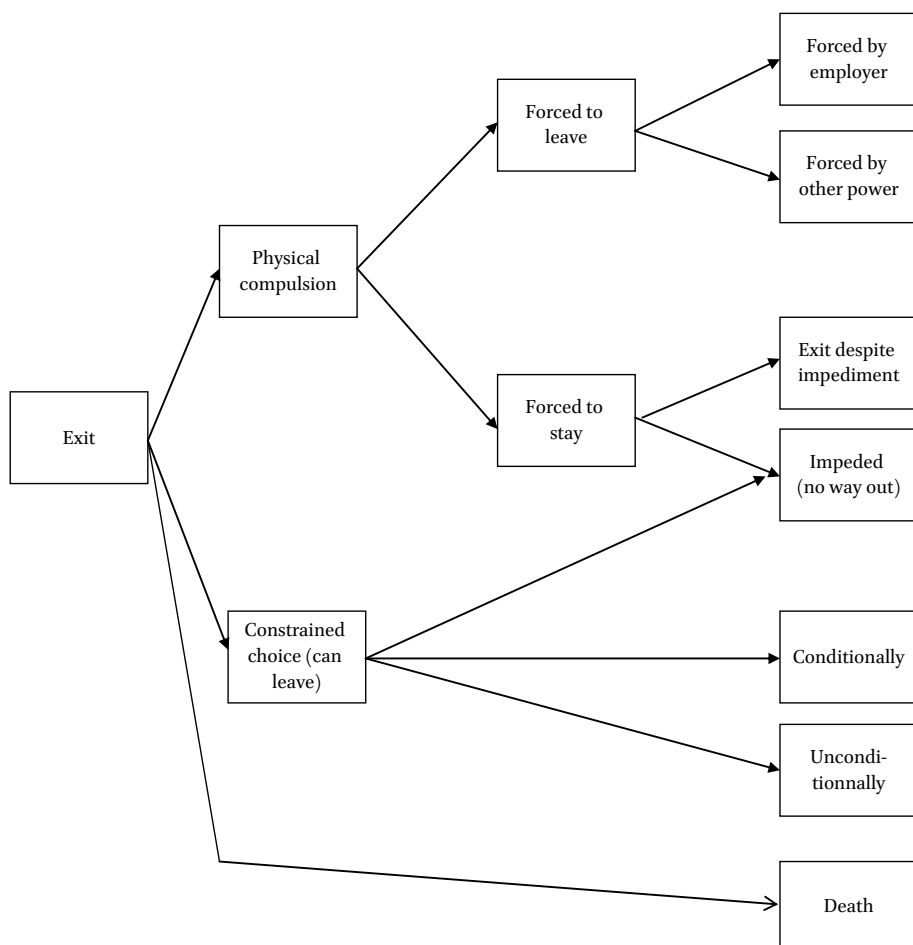 Exit
Physical
compulsion
Forced to
leave
Forced by
employer
Forced by
other power
Forced to
stay
Exit despite
impediment
Impeded
(no way out)
Constrained
choice (can
leave)
Conditionally
Uncondi-
tionnally
Death